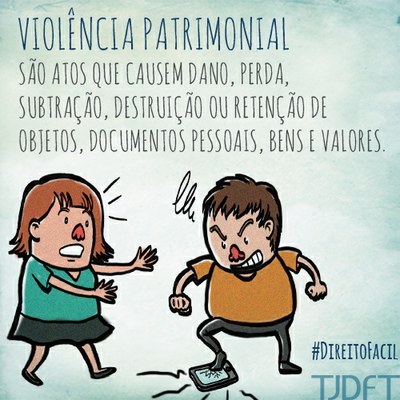 VIOLÊNCIA PATRIMONIAL
SÃO ATOS QUE CAUSEM DANO, PERDA,
SUBTRAÇÃO, DESTRUIÇÃO OU RETENÇÃO DE
OBJETOS, DOCUMENTOS PESSOAIS, BENS E VALORES.
#DIREITOFACIL
TJDFT